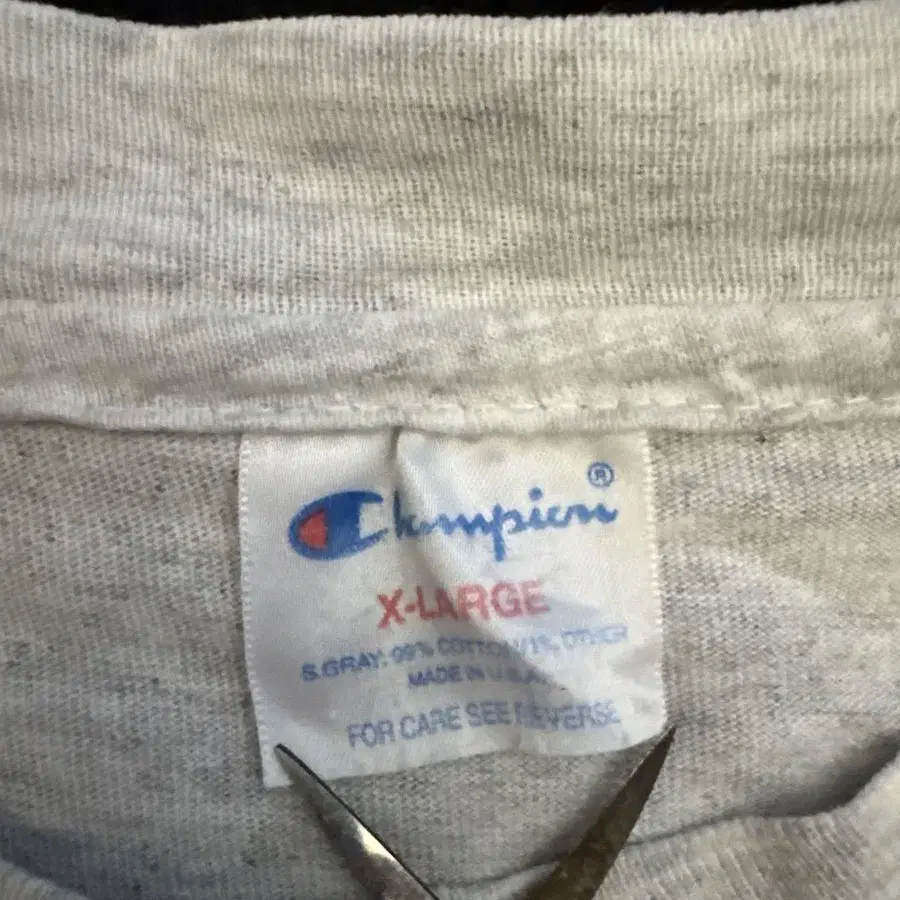 Champion®
X-LARGE
S.GRAY: 99% COTTON/1% OTHER
MADE IN U.S.A.
FOR CARE SEE REVERSE